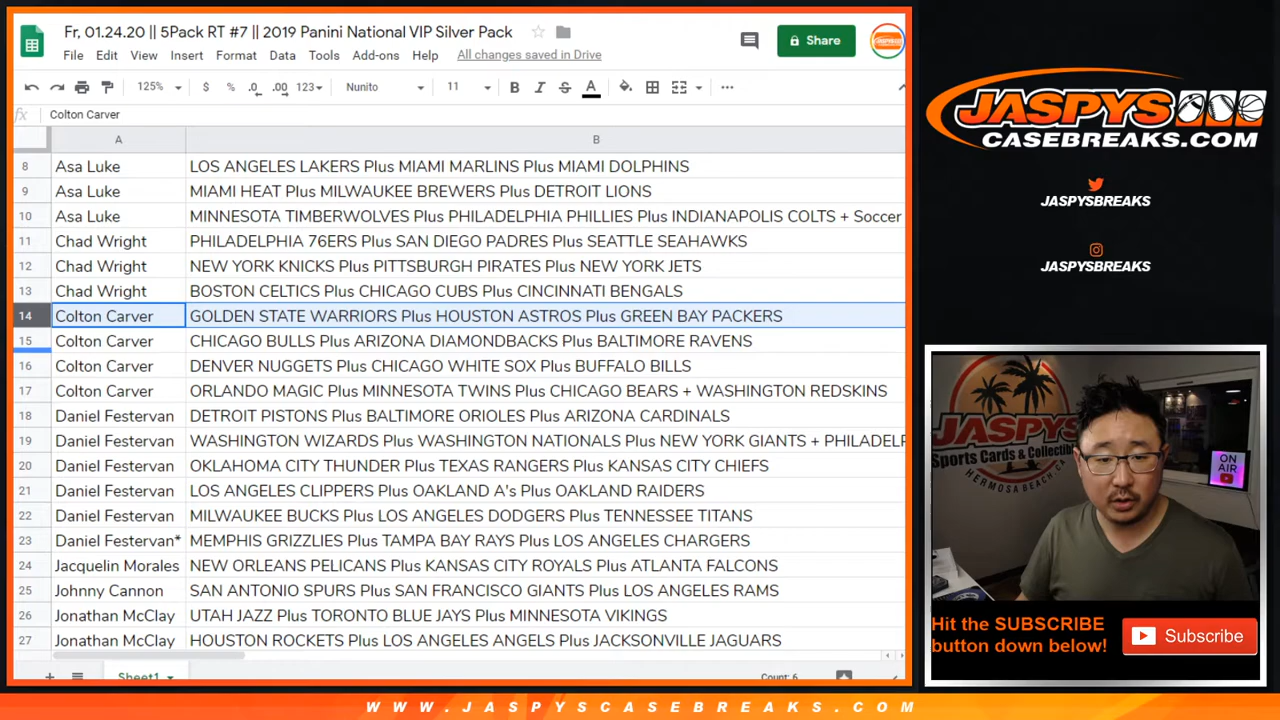 Fr, 01.24.20 || 5Pack RT #7 || 2019 Panini National VIP Silver Pack
File Edit View Insert Format Data Tools Add-ons Help All changes saved in Drive
Share
125% $ % .0 .00 123 Nunito 11 B I S A
fx Colton Carver
A B
8 Asa Luke LOS ANGELES LAKERS Plus MIAMI MARLINS Plus MIAMI DOLPHINS
9 Asa Luke MIAMI HEAT Plus MILWAUKEE BREWERS Plus DETROIT LIONS
10 Asa Luke MINNESOTA TIMBERWOLVES Plus PHILADELPHIA PHILLIES Plus INDIANAPOLIS COLTS + Soccer
11 Chad Wright PHILADELPHIA 76ERS Plus SAN DIEGO PADRES Plus SEATTLE SEAHAWKS
12 Chad Wright NEW YORK KNICKS Plus PITTSBURGH PIRATES Plus NEW YORK JETS
13 Chad Wright BOSTON CELTICS Plus CHICAGO CUBS Plus CINCINNATI BENGALS
14 Colton Carver GOLDEN STATE WARRIORS Plus HOUSTON ASTROS Plus GREEN BAY PACKERS
15 Colton Carver CHICAGO BULLS Plus ARIZONA DIAMONDBACKS Plus BALTIMORE RAVENS
16 Colton Carver DENVER NUGGETS Plus CHICAGO WHITE SOX Plus BUFFALO BILLS
17 Colton Carver ORLANDO MAGIC Plus MINNESOTA TWINS Plus CHICAGO BEARS + WASHINGTON REDSKINS
18 Daniel Festervan DETROIT PISTONS Plus BALTIMORE ORIOLES Plus ARIZONA CARDINALS
19 Daniel Festervan WASHINGTON WIZARDS Plus WASHINGTON NATIONALS Plus NEW YORK GIANTS + PHILADELP
20 Daniel Festervan OKLAHOMA CITY THUNDER Plus TEXAS RANGERS Plus KANSAS CITY CHIEFS
21 Daniel Festervan LOS ANGELES CLIPPERS Plus OAKLAND A's Plus OAKLAND RAIDERS
22 Daniel Festervan MILWAUKEE BUCKS Plus LOS ANGELES DODGERS Plus TENNESSEE TITANS
23 Daniel Festervan* MEMPHIS GRIZZLIES Plus TAMPA BAY RAYS Plus LOS ANGELES CHARGERS
24 Jacquelin Morales NEW ORLEANS PELICANS Plus KANSAS CITY ROYALS Plus ATLANTA FALCONS
25 Johnny Cannon SAN ANTONIO SPURS Plus SAN FRANCISCO GIANTS Plus LOS ANGELES RAMS
26 Jonathan McClay UTAH JAZZ Plus TORONTO BLUE JAYS Plus MINNESOTA VIKINGS
27 Jonathan McClay HOUSTON ROCKETS Plus LOS ANGELES ANGELS Plus JACKSONVILLE JAGUARS
Sheet1 Count: 6
JASPYS
CASEBREAKS.COM
JASPYSBREAKS
JASPYSBREAKS
JASPYS
Sports Cards & Collectibles
HERMOSA BEACH, CA
ON
AIR
Hit the SUBSCRIBE
button down below!
Subscribe
WWW.JASPYSCASEBREAKS.COM